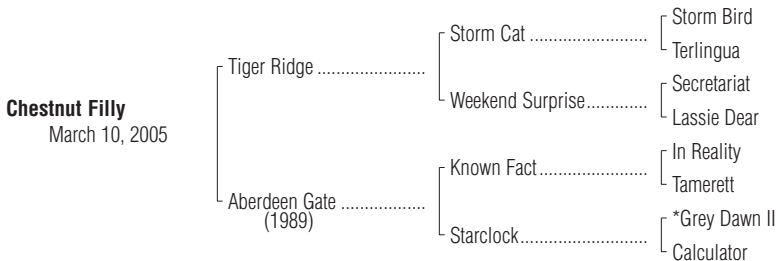 Storm Bird
Storm Cat ..........................
Terlingua
Tiger Ridge .......................
Secretariat
Weekend Surprise.............
Lassie Dear
Chestnut Filly
March 10, 2005
In Reality
Known Fact.......................
Tamerett
Aberdeen Gate ..................
(1989)
*Grey Dawn II
Starclock...........................
Calculator